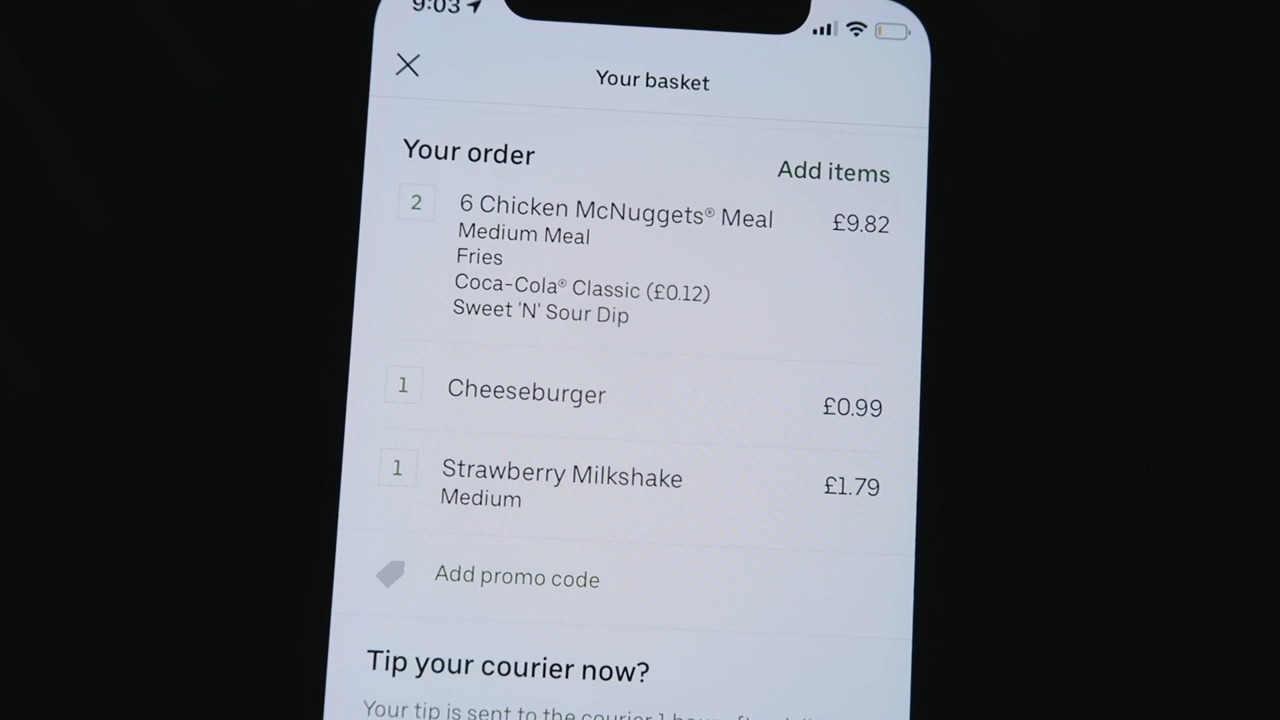 9:03
Your basket
Your order
Add items
2 6 Chicken McNuggets® Meal £9.82
Medium Meal
Fries
Coca-Cola® Classic (£0.12)
Sweet 'N' Sour Dip
1 Cheeseburger £0.99
1 Strawberry Milkshake £1.79
Medium
Add promo code
Tip your courier now?
Your tip is sent to the courier 1 hour